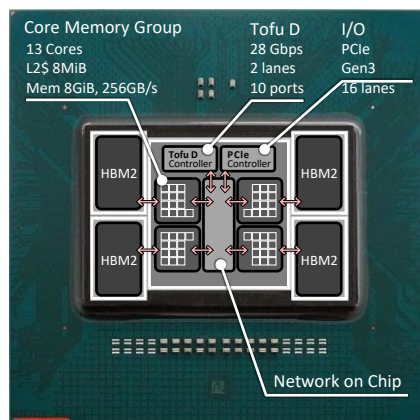 Core Memory Group
13 Cores
L2$ 8MiB
Mem 8GiB, 256GB/s
Tofu D
28 Gbps
2 lanes
10 ports
I/O
PCIe
Gen3
16 lanes
Tofu D
Controller
PCIe
Controller
HBM2
HBM2
HBM2
HBM2
Network on Chip